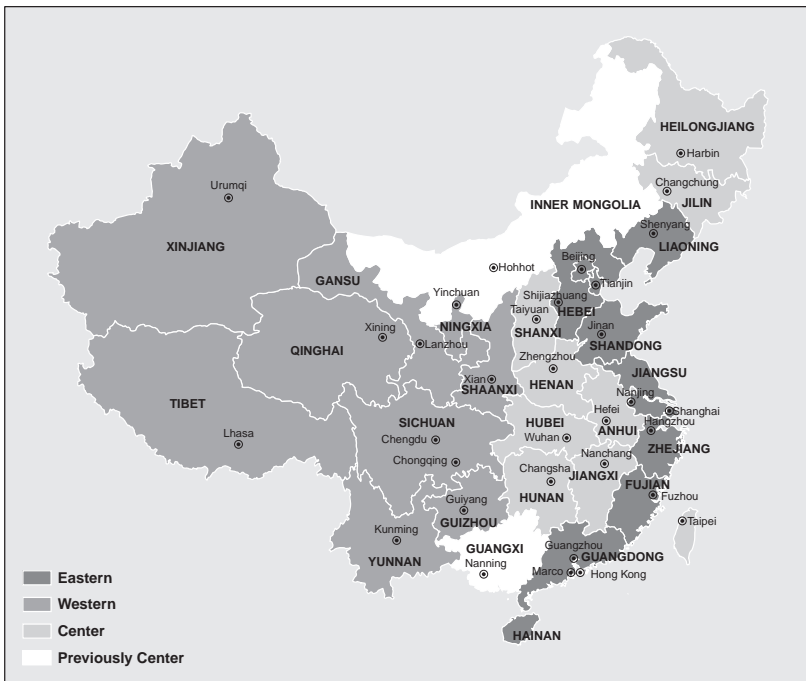 HEILONGJIANG
Harbin
Changchung
JILIN
Urumqi
INNER MONGOLIA
Shenyang
LIAONING
XINJIANG
Beijing
Hohhot
GANSU
Tianjin
Yinchuan
Shijiazhuang
HEBEI
Taiyuan
NINGXIA
SHANXI
Xining
Jinan
Lanzhou
SHANDONG
QINGHAI
Zhengzhou
JIANGSU
Xian
SHAANXI
HENAN
Nanjing
TIBET
Hefei
Shanghai
SICHUAN
HUBEI
Hangzhou
ANHUI
Chengdu
Wuhan
Lhasa
ZHEJIANG
Chongqing
Nanchang
Changsha
JIANGXI
FUJIAN
HUNAN
Fuzhou
Guiyang
GUIZHOU
Taipei
Kunming
GUANGXI
Guangzhou
GUANGDONG
YUNNAN
Nanning
Marco
Hong Kong
HAINAN
Eastern
Western
Center
Previously Center